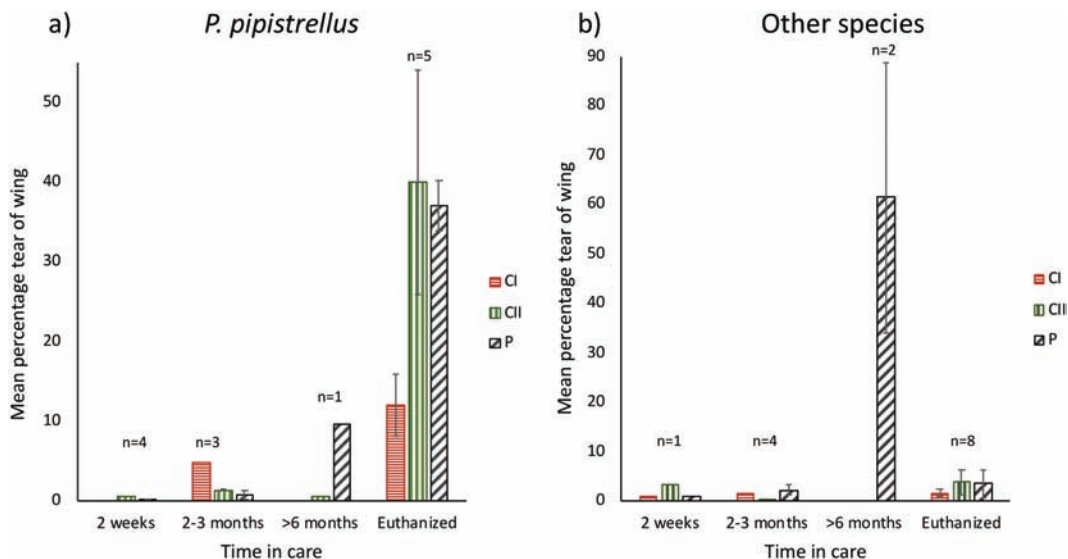 a)
P. pipistrellus
n=5
50
40
30
20
10
0
Mean percentage tear of wing
n=4
n=3
n=1
CI
CII
P
2 weeks
2-3 months
>6 months
Euthanized
Time in care
b)
Other species
n=2
90
80
70
60
50
40
30
20
10
0
Mean percentage tear of wing
n=1
n=4
n=8
CI
CII
P
2 weeks
2-3 months
>6 months
Euthanized
Time in care